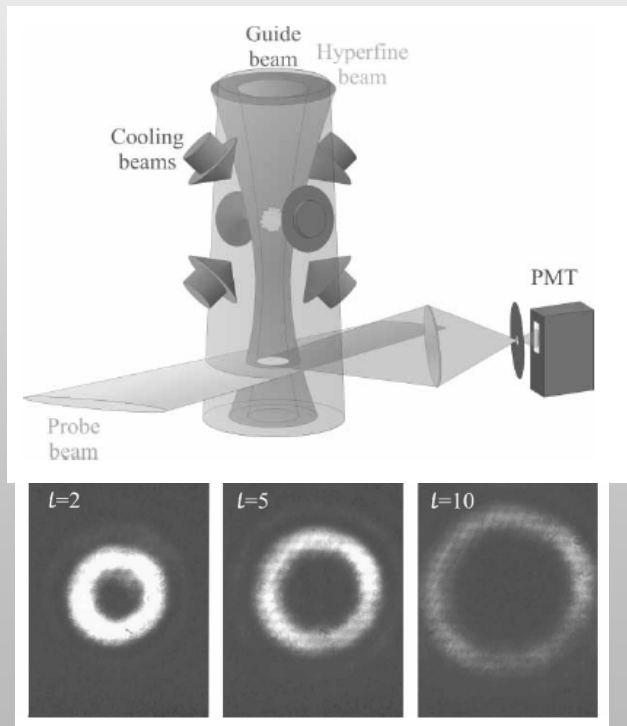 Guide
beam
Hyperfine
beam
Cooling
beams
PMT
Probe
beam
l=2
l=5
l=10